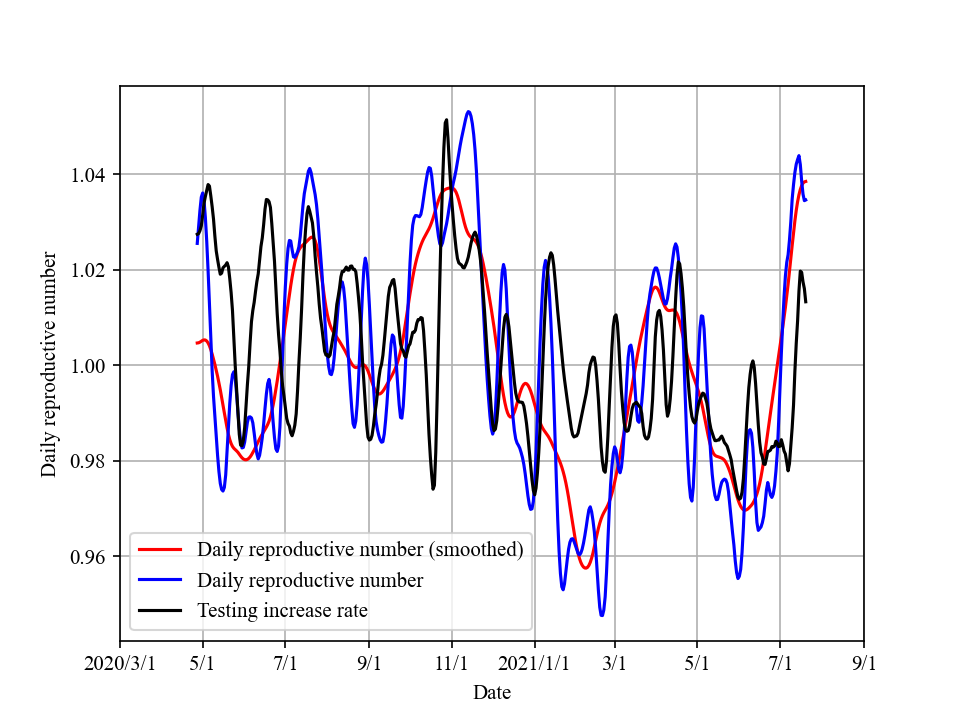 Daily reproductive number
1.04
1.02
1.00
0.98
0.96
Daily reproductive number (smoothed)
Daily reproductive number
Testing increase rate
2020/3/1 5/1 7/1 9/1 11/1 2021/1/1 3/1 5/1 7/1 9/1
Date